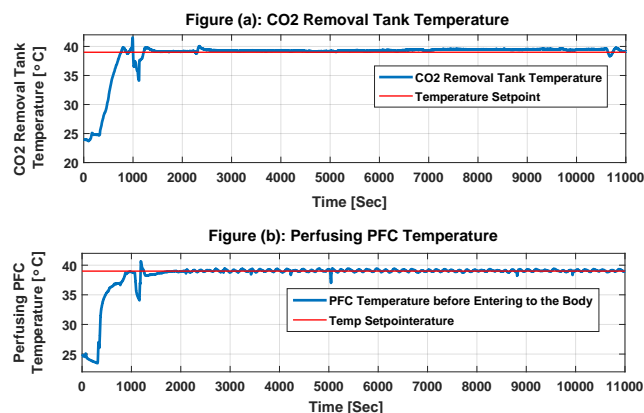 Figure (a): CO2 Removal Tank Temperature
CO2 Removal Tank
Temperature [°C]
40
35
30
25
20
CO2 Removal Tank Temperature
Temperature Setpoint
0 1000 2000 3000 4000 5000 6000 7000 8000 9000 10000 11000
Time [Sec]
Figure (b): Perfusing PFC Temperature
Perfusing PFC
Temperature [°C]
40
35
30
25
PFC Temperature before Entering to the Body
Temp Setpointerature
0 1000 2000 3000 4000 5000 6000 7000 8000 9000 10000 11000
Time [Sec]